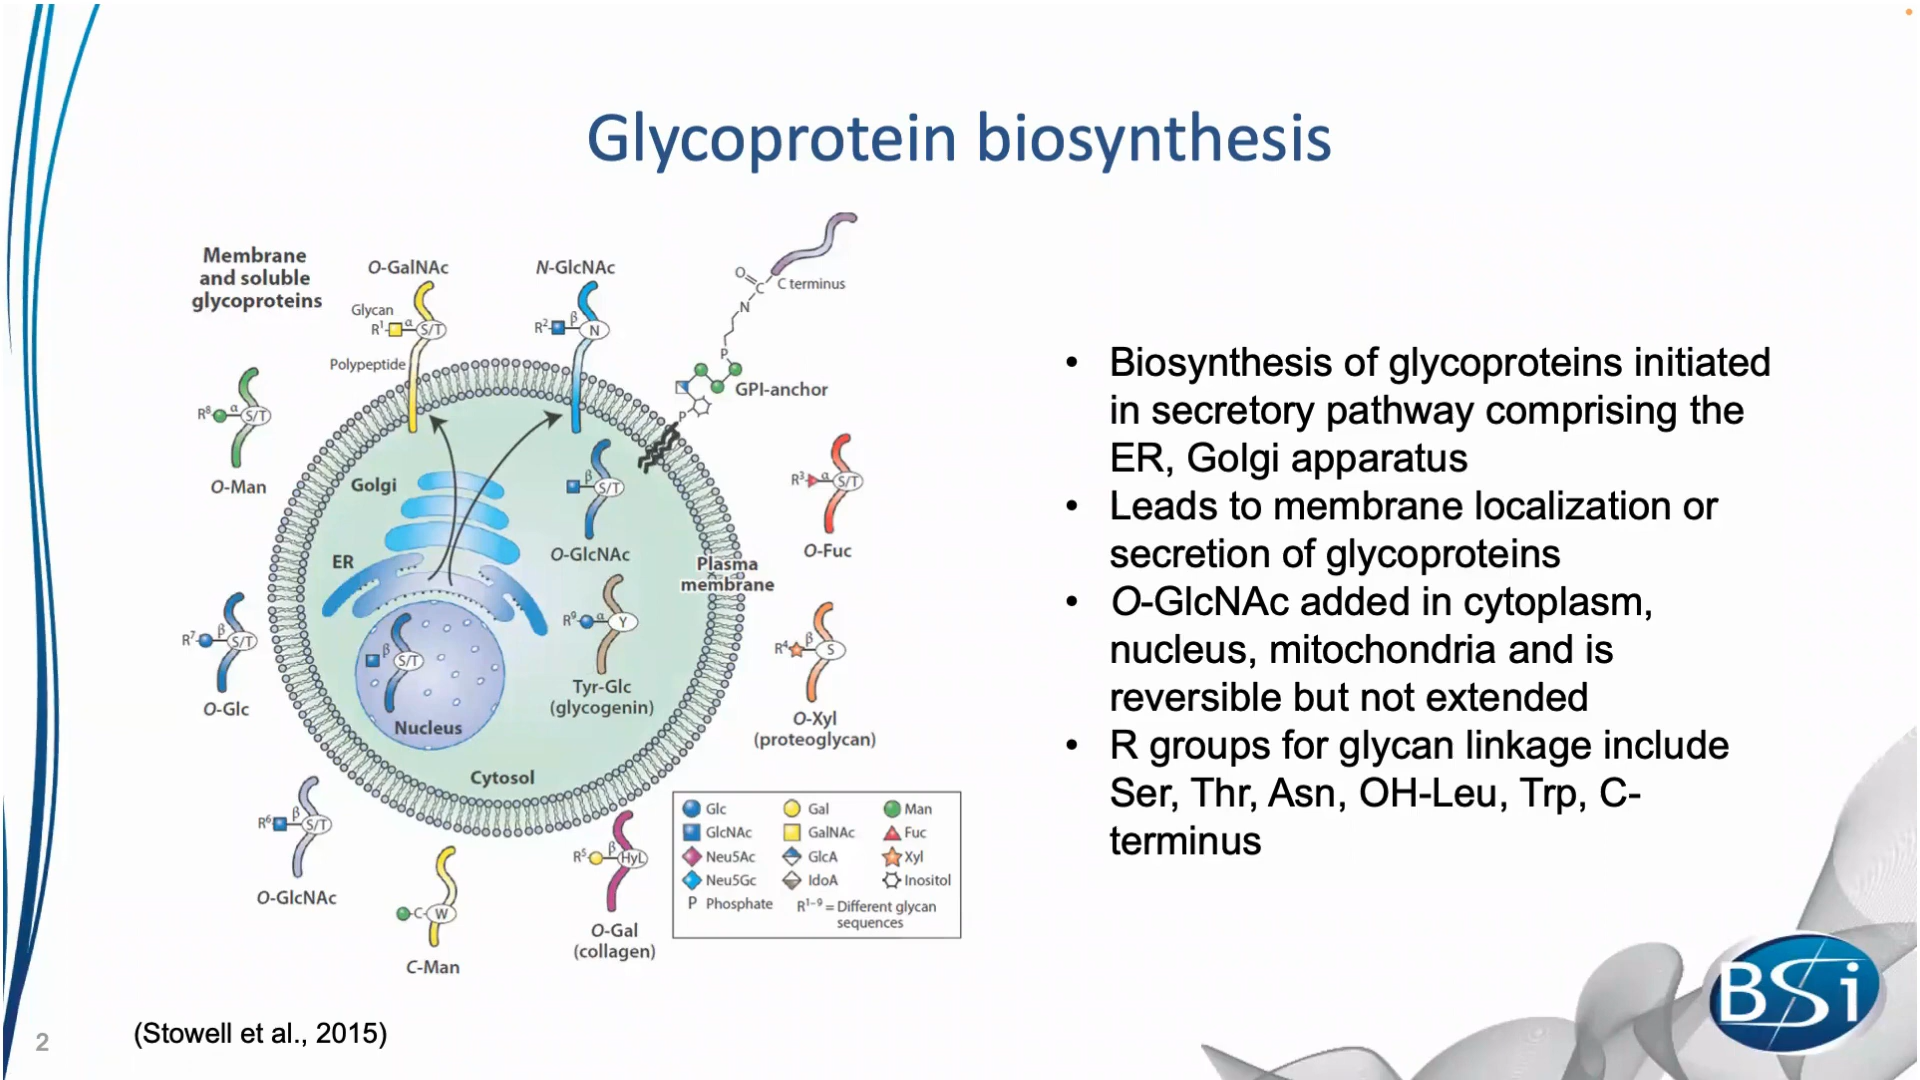 Glycoprotein biosynthesis
Membrane
and soluble
glycoproteins
O-GalNAc
Glycan
R¹
α
S/T
Polypeptide
N-GlcNAc
R²
β
N
O
C
C terminus
N
P
GPI-anchor
P
R⁸
α
S/T
O-Man
Golgi
β
S/T
O-GlcNAc
R³
α
S/T
O-Fuc
ER
Plasma
membrane
R⁹
α
Y
Tyr-Glc
(glycogenin)
R⁷
β
S/T
O-Glc
β
S/T
Nucleus
R⁴
β
S
O-Xyl
(proteoglycan)
Cytosol
R⁶
β
S/T
O-GlcNAc
C
W
C-Man
R⁵
β
HyL
O-Gal
(collagen)
Glc Gal Man
GlcNAc GalNAc Fuc
Neu5Ac GlcA Xyl
Neu5Gc IdoA Inositol
P Phosphate R¹⁻⁹ = Different glycan
sequences
• Biosynthesis of glycoproteins initiated
in secretory pathway comprising the
ER, Golgi apparatus
• Leads to membrane localization or
secretion of glycoproteins
• O-GlcNAc added in cytoplasm,
nucleus, mitochondria and is
reversible but not extended
• R groups for glycan linkage include
Ser, Thr, Asn, OH-Leu, Trp, C-
terminus
(Stowell et al., 2015)
2
BSi